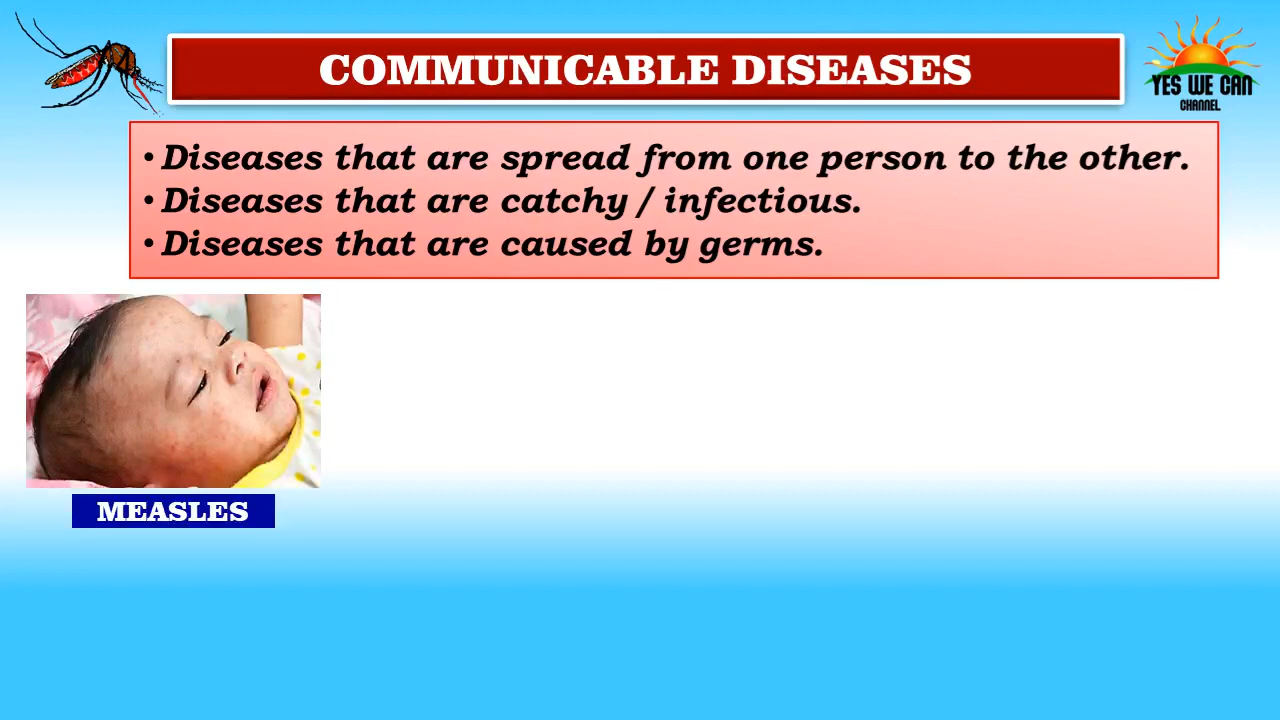 COMMUNICABLE DISEASES
YES WE CAN
CHANNEL
• Diseases that are spread from one person to the other.
• Diseases that are catchy / infectious.
• Diseases that are caused by germs.
MEASLES